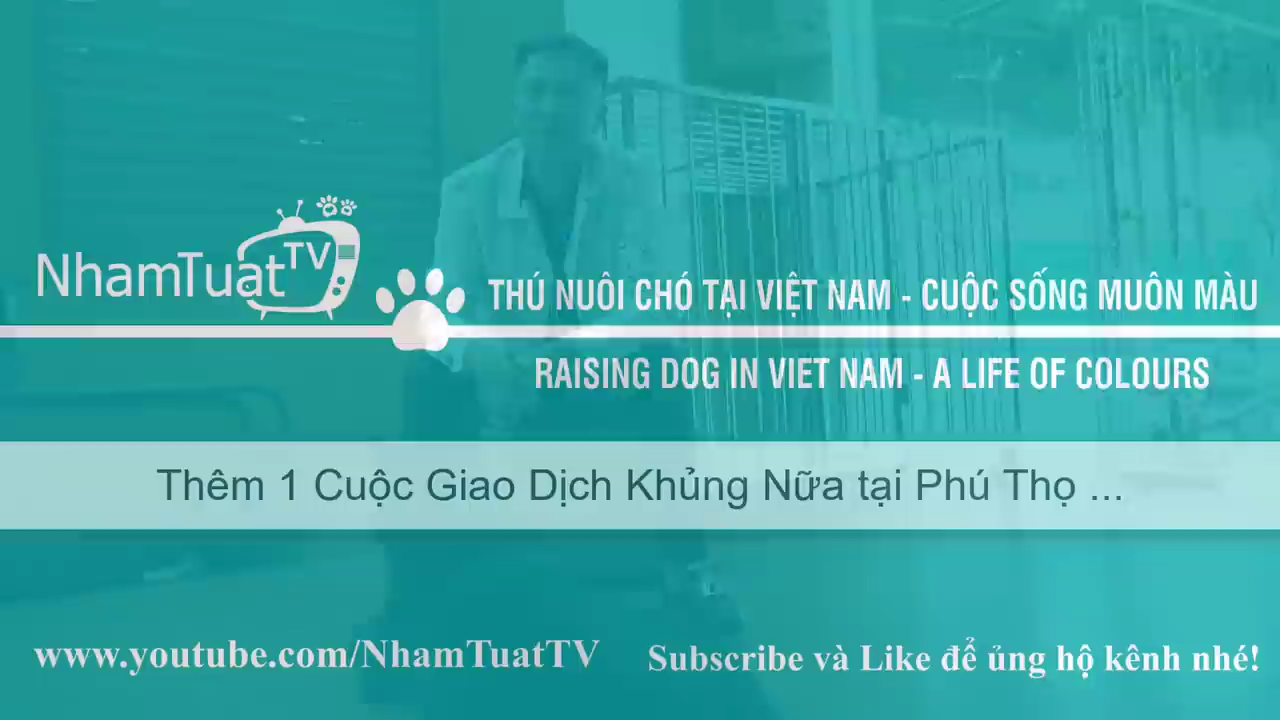 NhamTuatTV
THÚ NUÔI CHÓ TẠI VIỆT NAM - CUỘC SỐNG MUÔN MÀU
RAISING DOG IN VIET NAM - A LIFE OF COLOURS
Thêm 1 Cuộc Giao Dịch Khủng Nữa tại Phú Thọ ...
www.youtube.com/NhamTuatTV
Subscribe và Like để ủng hộ kênh nhé!